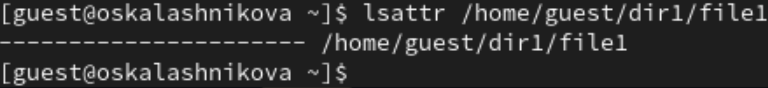 [guest@oskalashnikova ~]$ lsattr /home/guest/dir1/file1
---------------------- /home/guest/dir1/file1
[guest@oskalashnikova ~]$